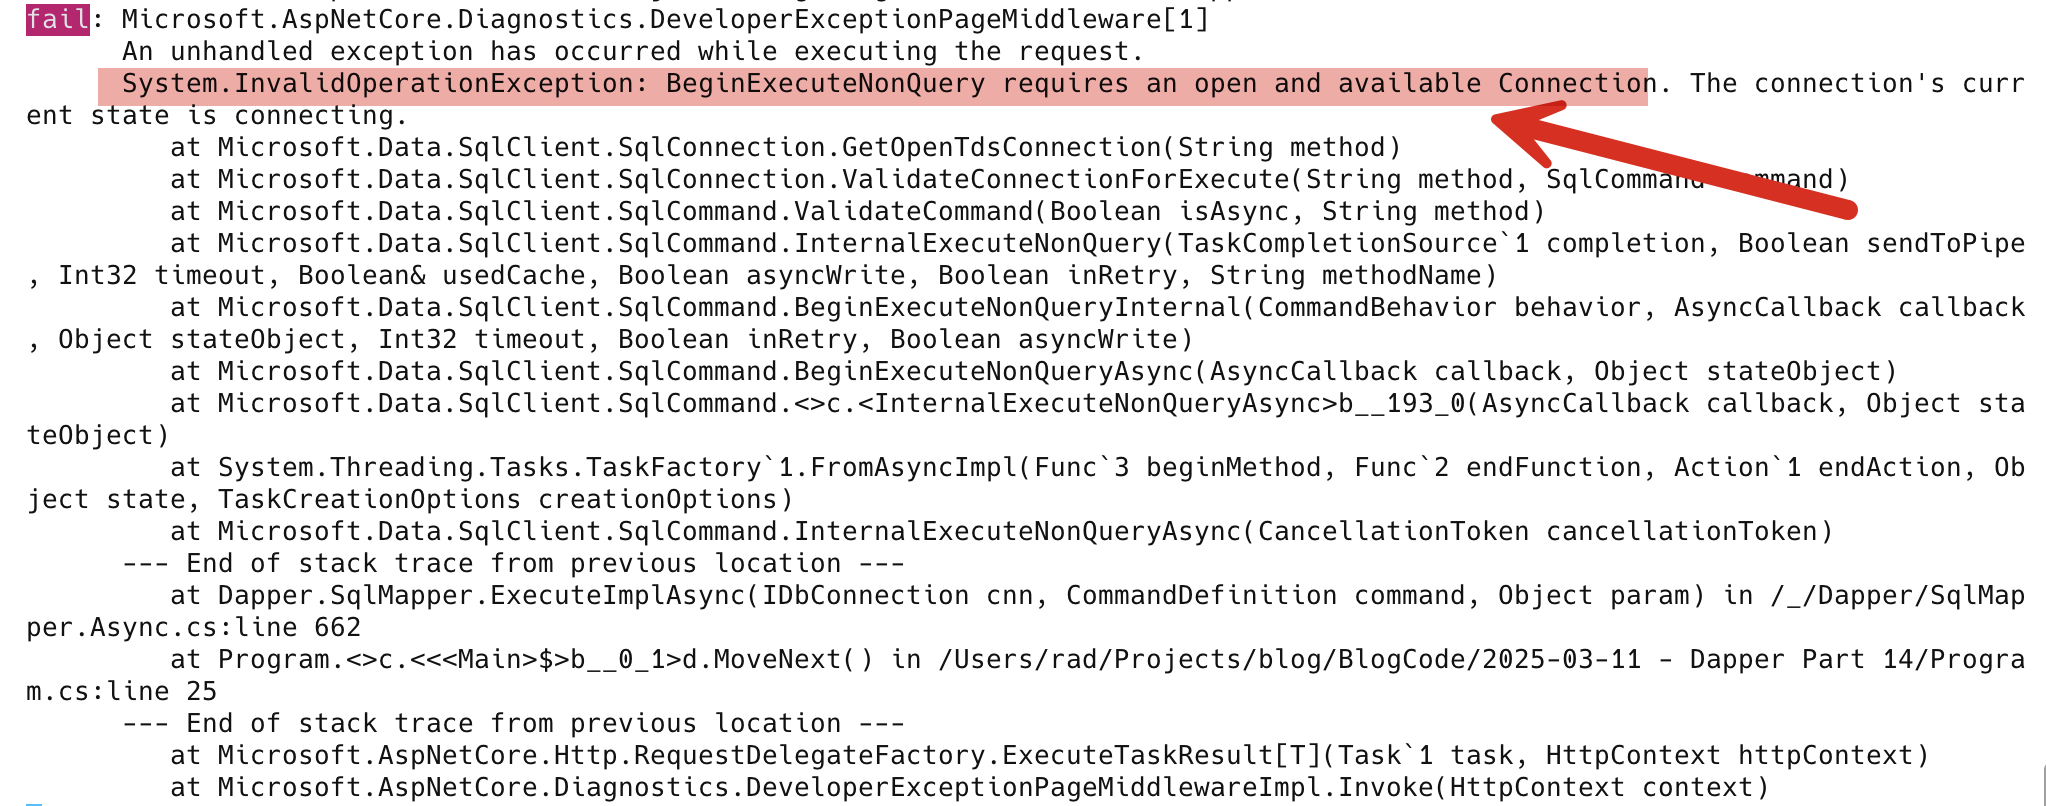 fail: Microsoft.AspNetCore.Diagnostics.DeveloperExceptionPageMiddleware[1]
An unhandled exception has occurred while executing the request.
System.InvalidOperationException: BeginExecuteNonQuery requires an open and available Connection. The connection's curr
ent state is connecting.
at Microsoft.Data.SqlClient.SqlConnection.GetOpenTdsConnection(String method)
at Microsoft.Data.SqlClient.SqlConnection.ValidateConnectionForExecute(String method, SqlCommand command)
at Microsoft.Data.SqlClient.SqlCommand.ValidateCommand(Boolean isAsync, String method)
at Microsoft.Data.SqlClient.SqlCommand.InternalExecuteNonQuery(TaskCompletionSource`1 completion, Boolean sendToPipe
, Int32 timeout, Boolean& usedCache, Boolean asyncWrite, Boolean inRetry, String methodName)
at Microsoft.Data.SqlClient.SqlCommand.BeginExecuteNonQueryInternal(CommandBehavior behavior, AsyncCallback callback
, Object stateObject, Int32 timeout, Boolean inRetry, Boolean asyncWrite)
at Microsoft.Data.SqlClient.SqlCommand.BeginExecuteNonQueryAsync(AsyncCallback callback, Object stateObject)
at Microsoft.Data.SqlClient.SqlCommand.<>c.<InternalExecuteNonQueryAsync>b__193_0(AsyncCallback callback, Object sta
teObject)
at System.Threading.Tasks.TaskFactory`1.FromAsyncImpl(Func`3 beginMethod, Func`2 endFunction, Action`1 endAction, Ob
ject state, TaskCreationOptions creationOptions)
at Microsoft.Data.SqlClient.SqlCommand.InternalExecuteNonQueryAsync(CancellationToken cancellationToken)
--- End of stack trace from previous location ---
at Dapper.SqlMapper.ExecuteImplAsync(IDbConnection cnn, CommandDefinition command, Object param) in /_/Dapper/SqlMap
per.Async.cs:line 662
at Program.<>c.<<<Main>$>b__0_1>d.MoveNext() in /Users/rad/Projects/blog/BlogCode/2025-03-11 - Dapper Part 14/Progra
m.cs:line 25
--- End of stack trace from previous location ---
at Microsoft.AspNetCore.Http.RequestDelegateFactory.ExecuteTaskResult[T](Task`1 task, HttpContext httpContext)
at Microsoft.AspNetCore.Diagnostics.DeveloperExceptionPageMiddlewareImpl.Invoke(HttpContext context)